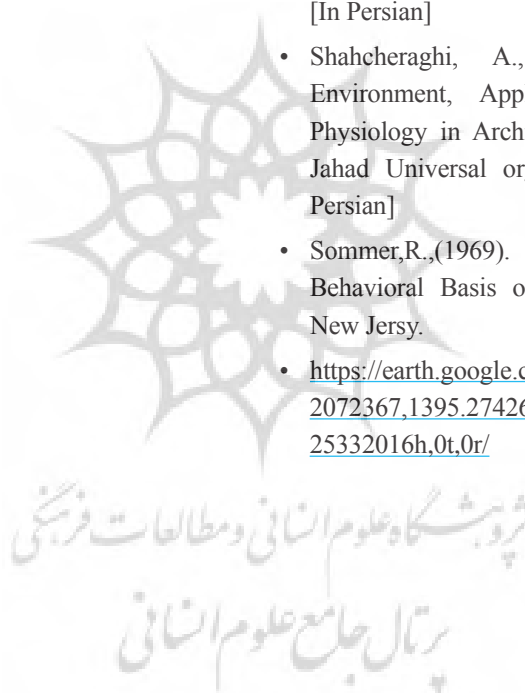 [In Persian]
• Shahcheraghi, A.,
Environment, App
Physiology in Arch
Jahad Universal or
Persian]
• Sommer,R.,(1969).
Behavioral Basis o
New Jersy.
• https://earth.google.c
2072367,1395.27426
25332016h,0t,0r/
پژوهشگاه علوم انسانی و مطالعات فرهنگی
پرتال جامع علوم انسانی